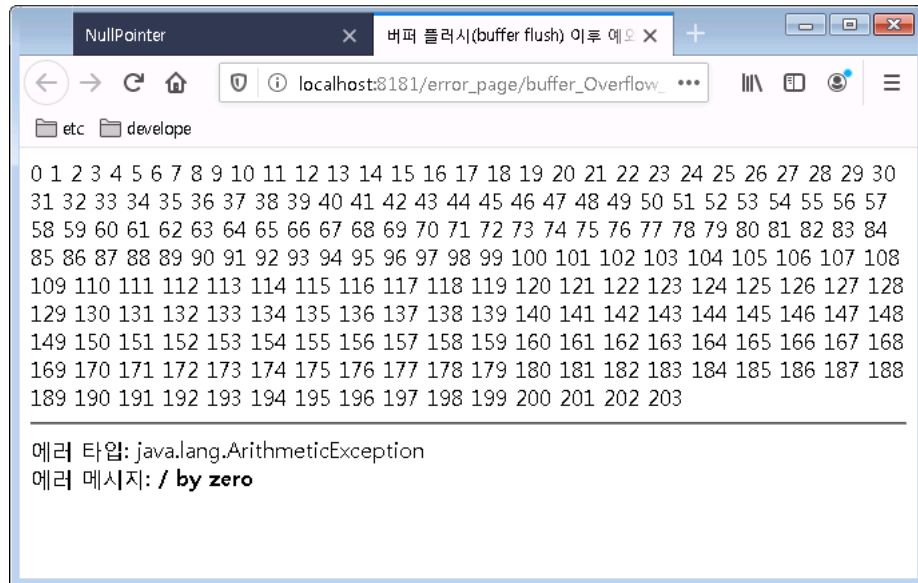 NullPointer
버퍼 플러시(buffer flush) 이후 예외
localhost:8181/error_page/buffer_Overflow_
etc develope
0 1 2 3 4 5 6 7 8 9 10 11 12 13 14 15 16 17 18 19 20 21 22 23 24 25 26 27 28 29 30
31 32 33 34 35 36 37 38 39 40 41 42 43 44 45 46 47 48 49 50 51 52 53 54 55 56 57
58 59 60 61 62 63 64 65 66 67 68 69 70 71 72 73 74 75 76 77 78 79 80 81 82 83 84
85 86 87 88 89 90 91 92 93 94 95 96 97 98 99 100 101 102 103 104 105 106 107 108
109 110 111 112 113 114 115 116 117 118 119 120 121 122 123 124 125 126 127 128
129 130 131 132 133 134 135 136 137 138 139 140 141 142 143 144 145 146 147 148
149 150 151 152 153 154 155 156 157 158 159 160 161 162 163 164 165 166 167 168
169 170 171 172 173 174 175 176 177 178 179 180 181 182 183 184 185 186 187 188
189 190 191 192 193 194 195 196 197 198 199 200 201 202 203
에러 타입: java.lang.ArithmeticException
에러 메시지: / by zero